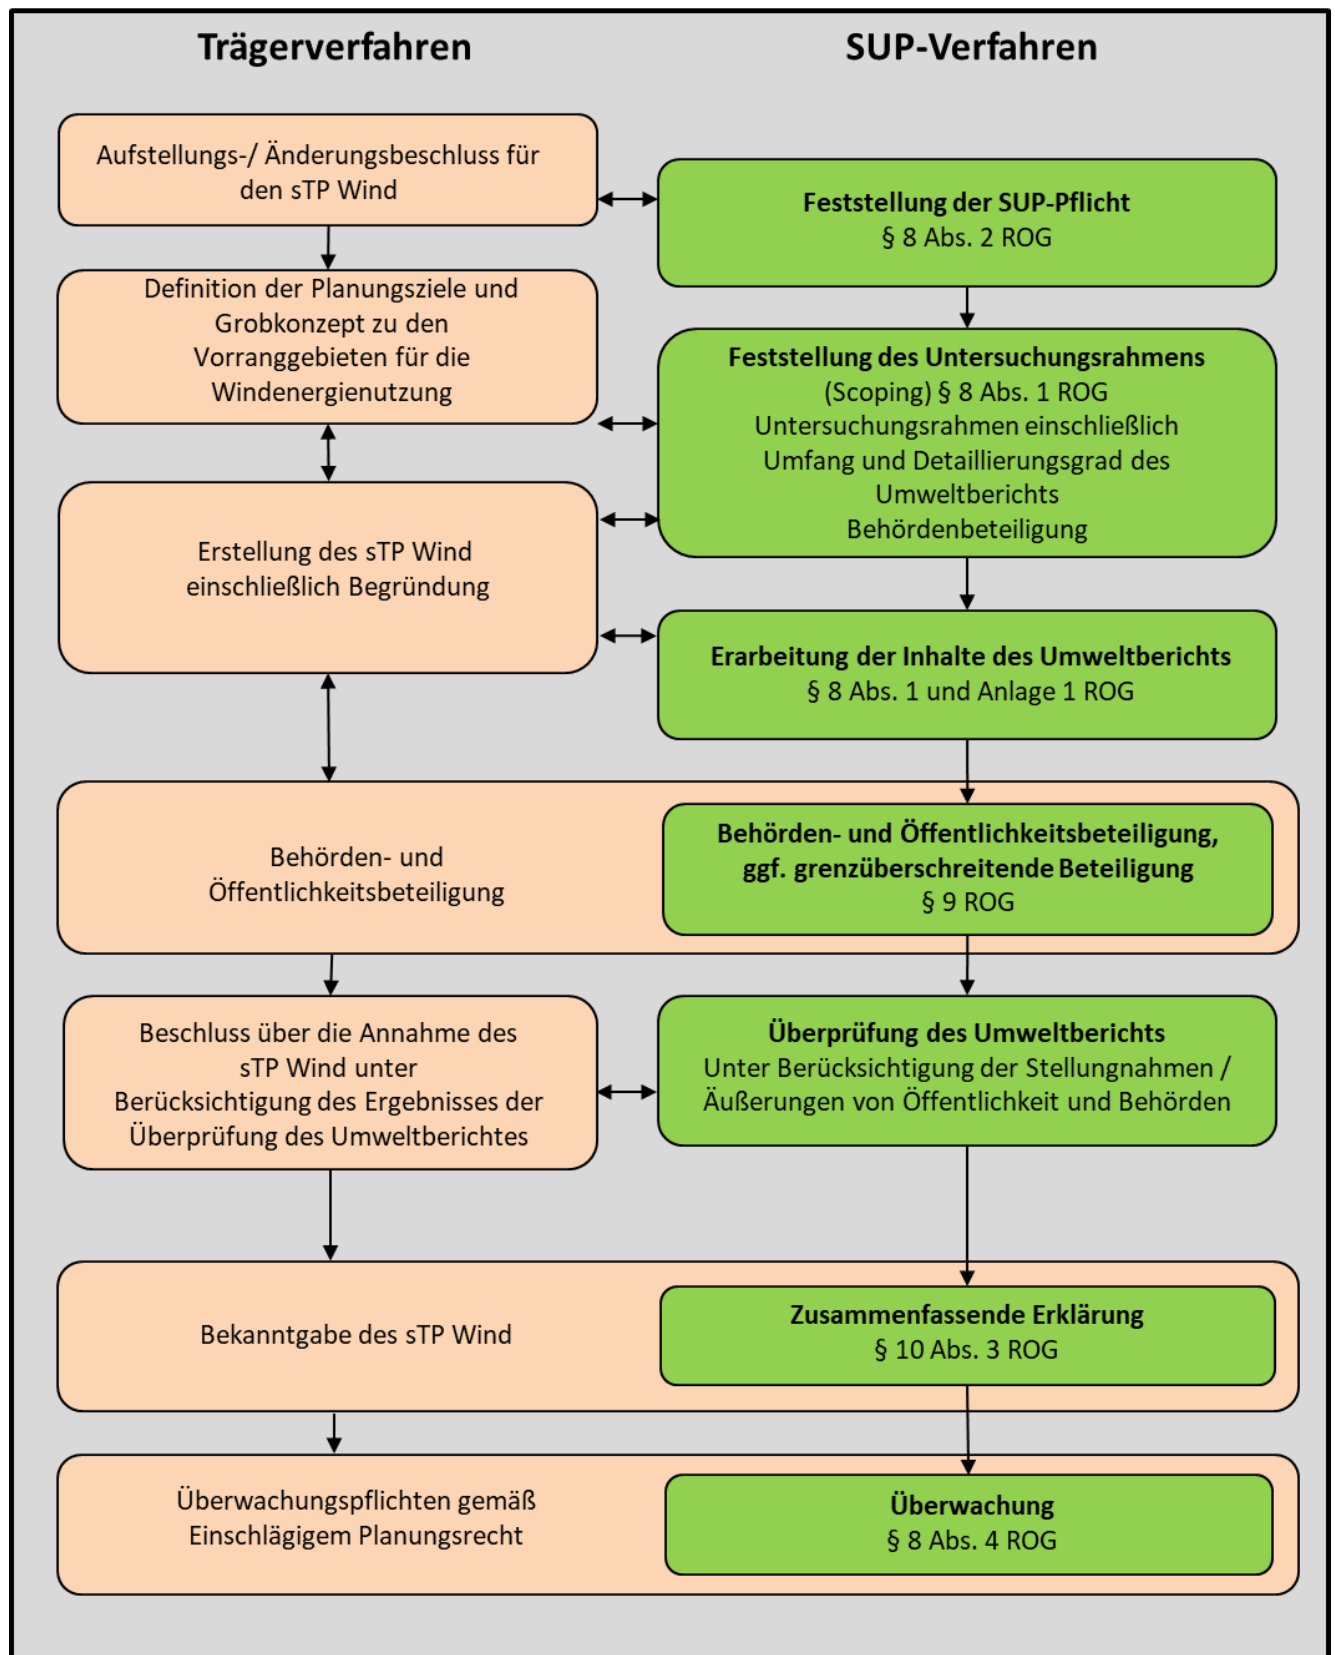 Trägerverfahren
SUP-Verfahren
Aufstellungs-/ Änderungsbeschluss für
den sTP Wind
Feststellung der SUP-Pflicht
§ 8 Abs. 2 ROG
Definition der Planungsziele und
Grobkonzept zu den
Vorranggebieten für die
Windenergienutzung
Feststellung des Untersuchungsrahmens
(Scoping) § 8 Abs. 1 ROG
Untersuchungsrahmen einschließlich
Umfang und Detaillierungsgrad des
Umweltberichts
Behördenbeteiligung
Erstellung des sTP Wind
einschließlich Begründung
Erarbeitung der Inhalte des Umweltberichts
§ 8 Abs. 1 und Anlage 1 ROG
Behörden- und
Öffentlichkeitsbeteiligung
Behörden- und Öffentlichkeitsbeteiligung,
ggf. grenzüberschreitende Beteiligung
§ 9 ROG
Beschluss über die Annahme des
sTP Wind unter
Berücksichtigung des Ergebnisses der
Überprüfung des Umweltberichtes
Überprüfung des Umweltberichts
Unter Berücksichtigung der Stellungnahmen /
Äußerungen von Öffentlichkeit und Behörden
Bekanntgabe des sTP Wind
Zusammenfassende Erklärung
§ 10 Abs. 3 ROG
Überwachungspflichten gemäß
Einschlägigem Planungsrecht
Überwachung
§ 8 Abs. 4 ROG